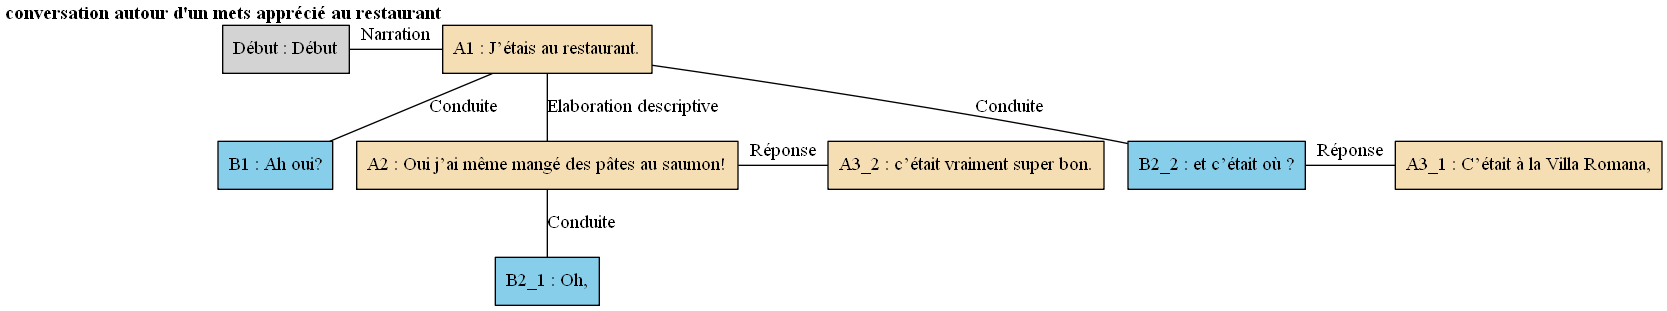 conversation autour d'un mets apprécié au restaurant
Début : Début
Narration
A1 : J’étais au restaurant.
Conduite
Elaboration descriptive
Conduite
B1 : Ah oui?
A2 : Oui j’ai même mangé des pâtes au saumon!
Réponse
A3_2 : c’était vraiment super bon.
B2_2 : et c’était où ?
Réponse
A3_1 : C’était à la Villa Romana,
Conduite
B2_1 : Oh,